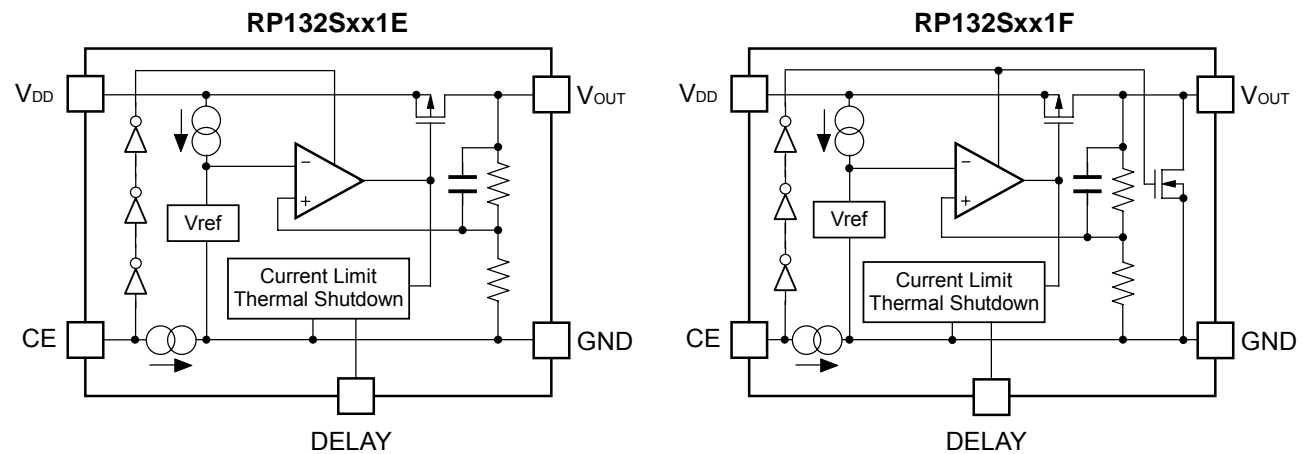 RP132Sxx1E
VDD
VOUT
−
+
Vref
Current Limit
Thermal Shutdown
CE
GND
DELAY
RP132Sxx1F
VDD
VOUT
−
+
Vref
Current Limit
Thermal Shutdown
CE
GND
DELAY